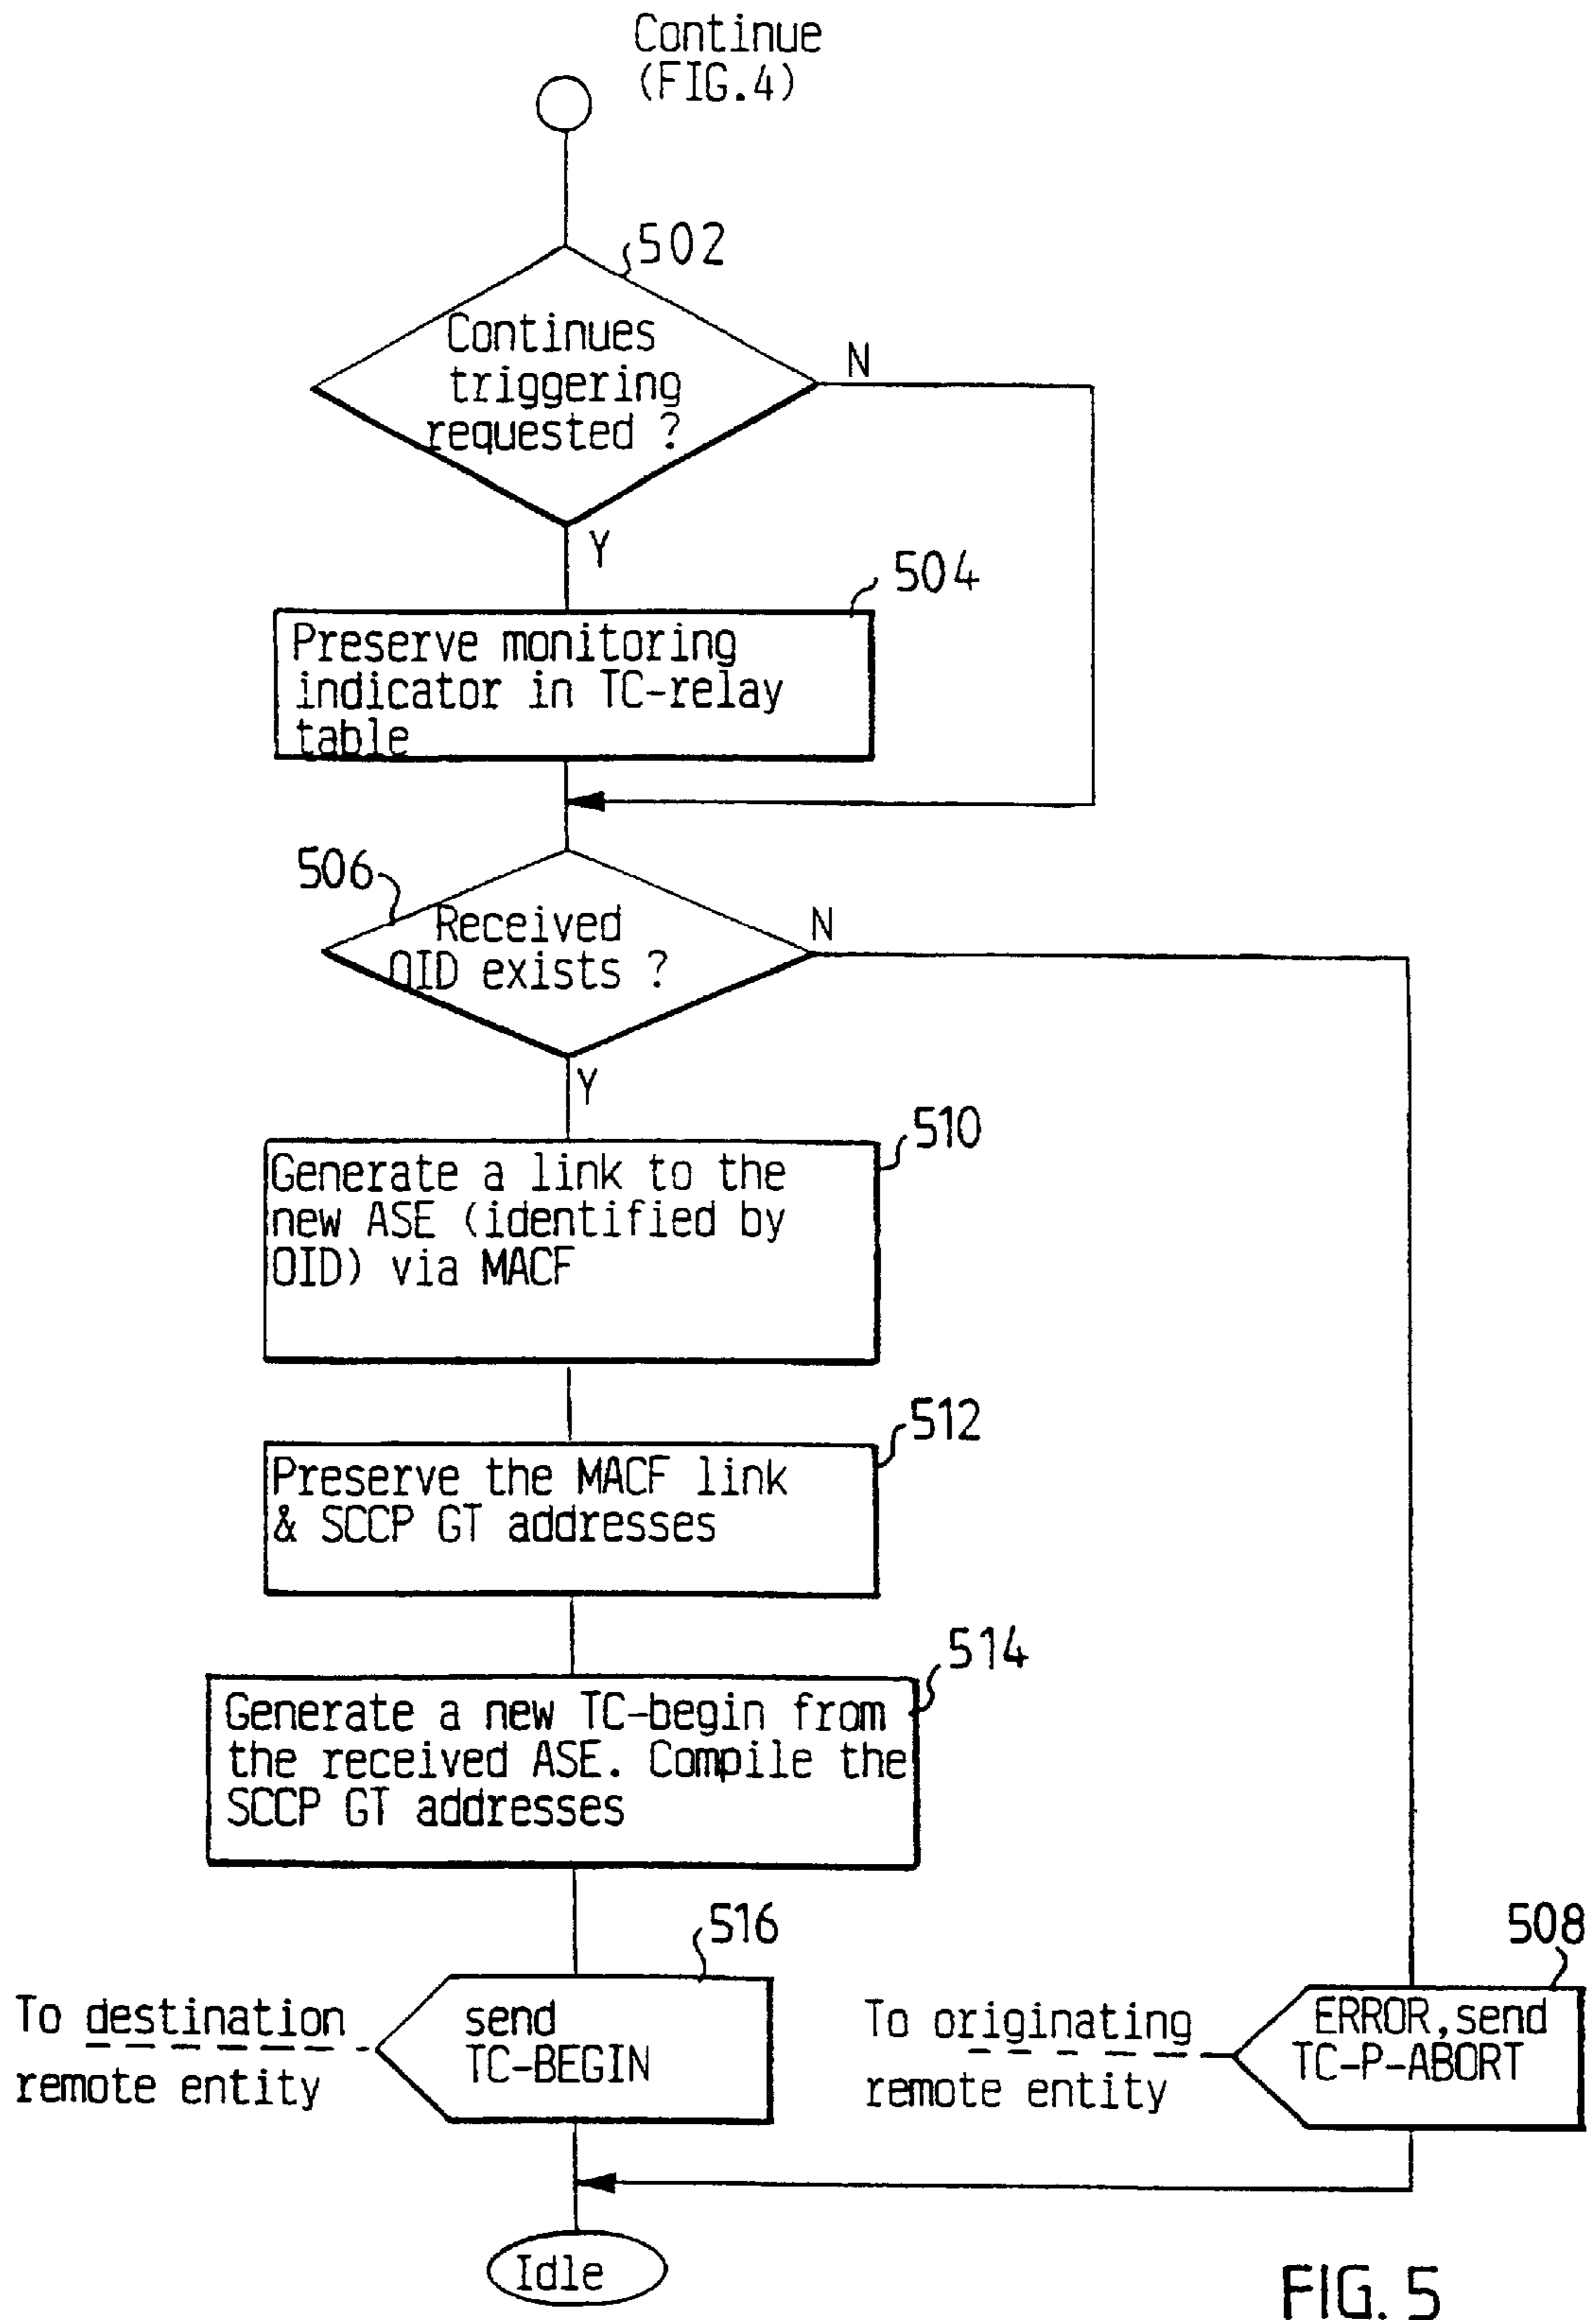 Continue
(FIG.4)
502
Continues
triggering
requested ?
N
Y
504
Preserve monitoring
indicator in TC-relay
table
506
Received
OID exists ?
N
Y
510
Generate a link to the
new ASE (identified by
OID) via MACF
512
Preserve the MACF link
& SCCP GT addresses
514
Generate a new TC-begin from
the received ASE. Compile the
SCCP GT addresses
516
508
To destination
remote entity
send
TC-BEGIN
To originating
remote entity
ERROR,send
TC-P-ABORT
Idle
FIG. 5